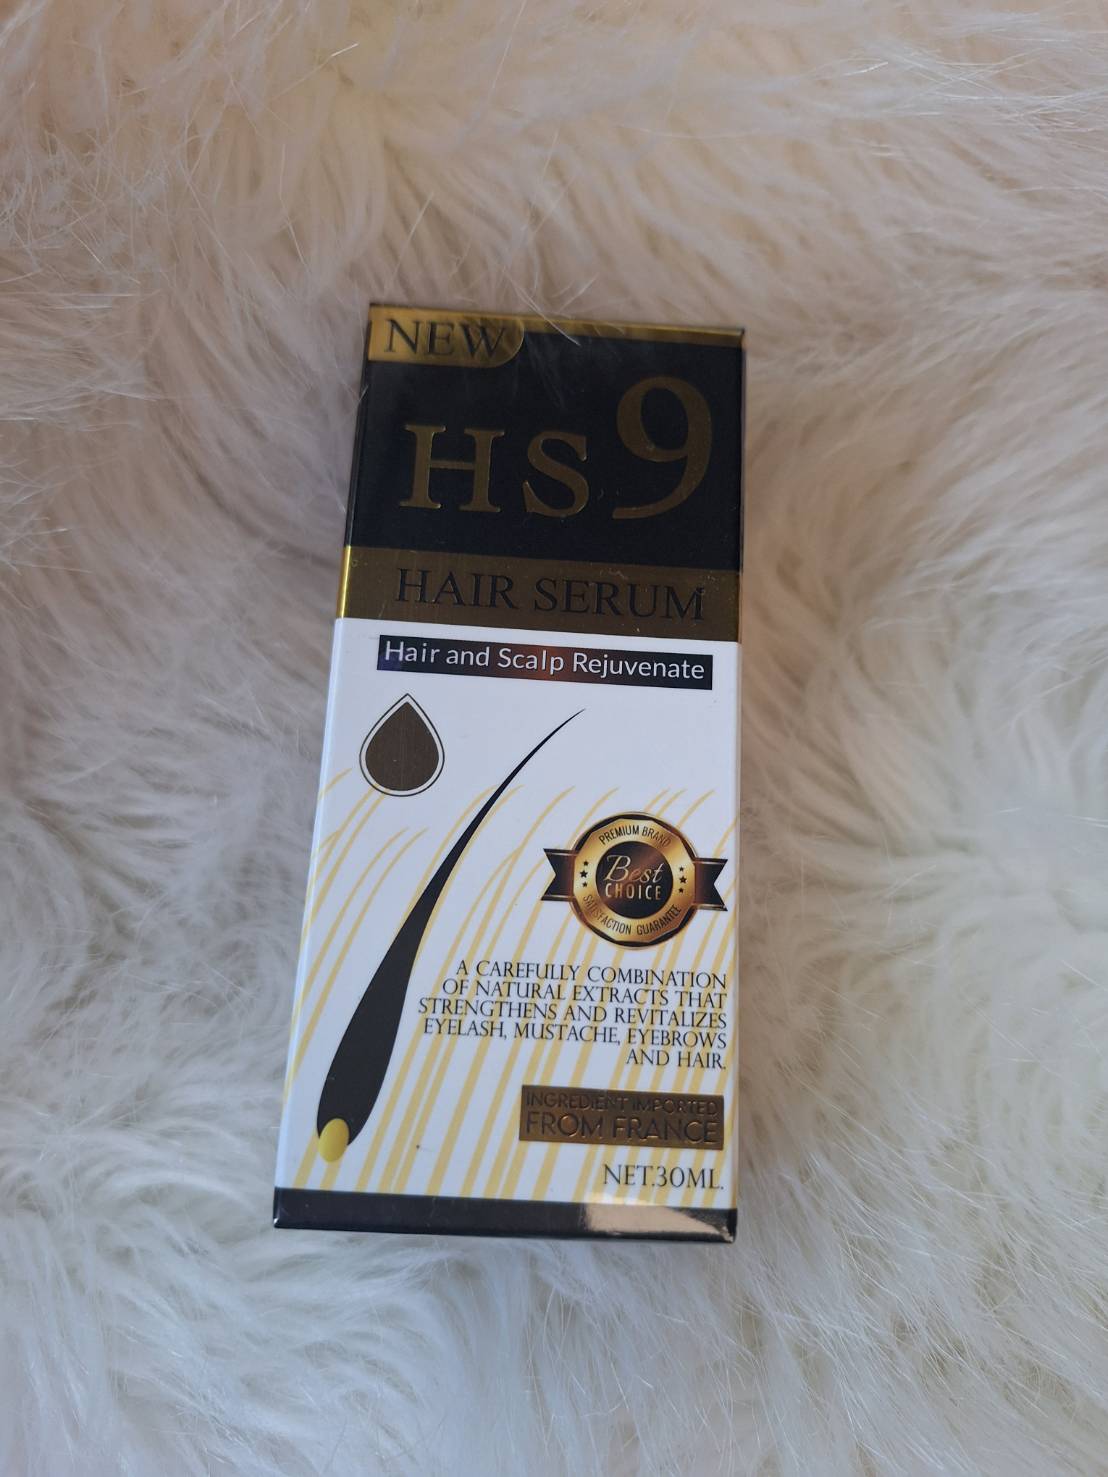 NEW
HS9
HAIR SERUM
Hair and Scalp Rejuvenate
PREMIUM BRAND
Best
CHOICE
SATISFACTION GUARANTEE
A CAREFULLY COMBINATION
OF NATURAL EXTRACTS THAT
STRENGTHENS AND REVITALIZES
EYELASH, MUSTACHE, EYEBROWS
AND HAIR.
INGREDIENT IMPORTED
FROM FRANCE
NET.30ML.